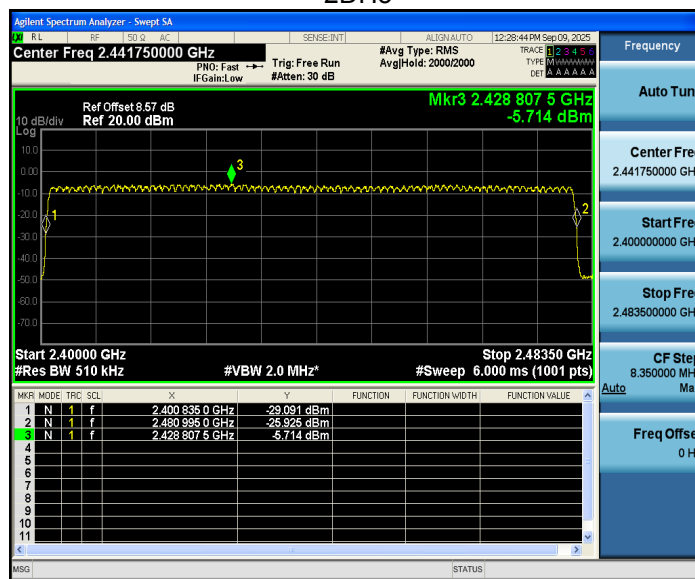 Agilent Spectrum Analyzer - Swept SA
LXI RL RF 50 Ω AC SENSE:INT ALIGNAUTO 12:28:44 PM Sep 09, 2025
Center Freq 2.441750000 GHz
PNO: Fast
IFGain:Low
Trig: Free Run
#Atten: 30 dB
#Avg Type: RMS
Avg|Hold: 2000/2000
TRACE 1 2 3 4 5 6
TYPE M
DET A A A A A A
Ref Offset 8.57 dB
10 dB/div Ref 20.00 dBm
Log
Mkr3 2.428 807 5 GHz
-5.714 dBm
10.0
0.00
-10.0
-20.0
-30.0
-40.0
-50.0
-60.0
-70.0
1
2
3
Start 2.40000 GHz
Stop 2.48350 GHz
#Res BW 510 kHz
#VBW 2.0 MHz*
#Sweep 6.000 ms (1001 pts)
MKR MODE TRC SCL X Y FUNCTION FUNCTION WIDTH FUNCTION VALUE
1 N 1 f 2.400 835 0 GHz -29.091 dBm
2 N 1 f 2.480 995 0 GHz -25.925 dBm
3 N 1 f 2.428 807 5 GHz -5.714 dBm
4
5
6
7
8
9
10
11
MSG
STATUS
Frequency
Auto Tun
Center Fre
2.441750000 GH
Start Fre
2.400000000 GH
Stop Fre
2.483500000 GH
CF Ste
8.350000 MH
Auto Ma
Freq Offse
0 H